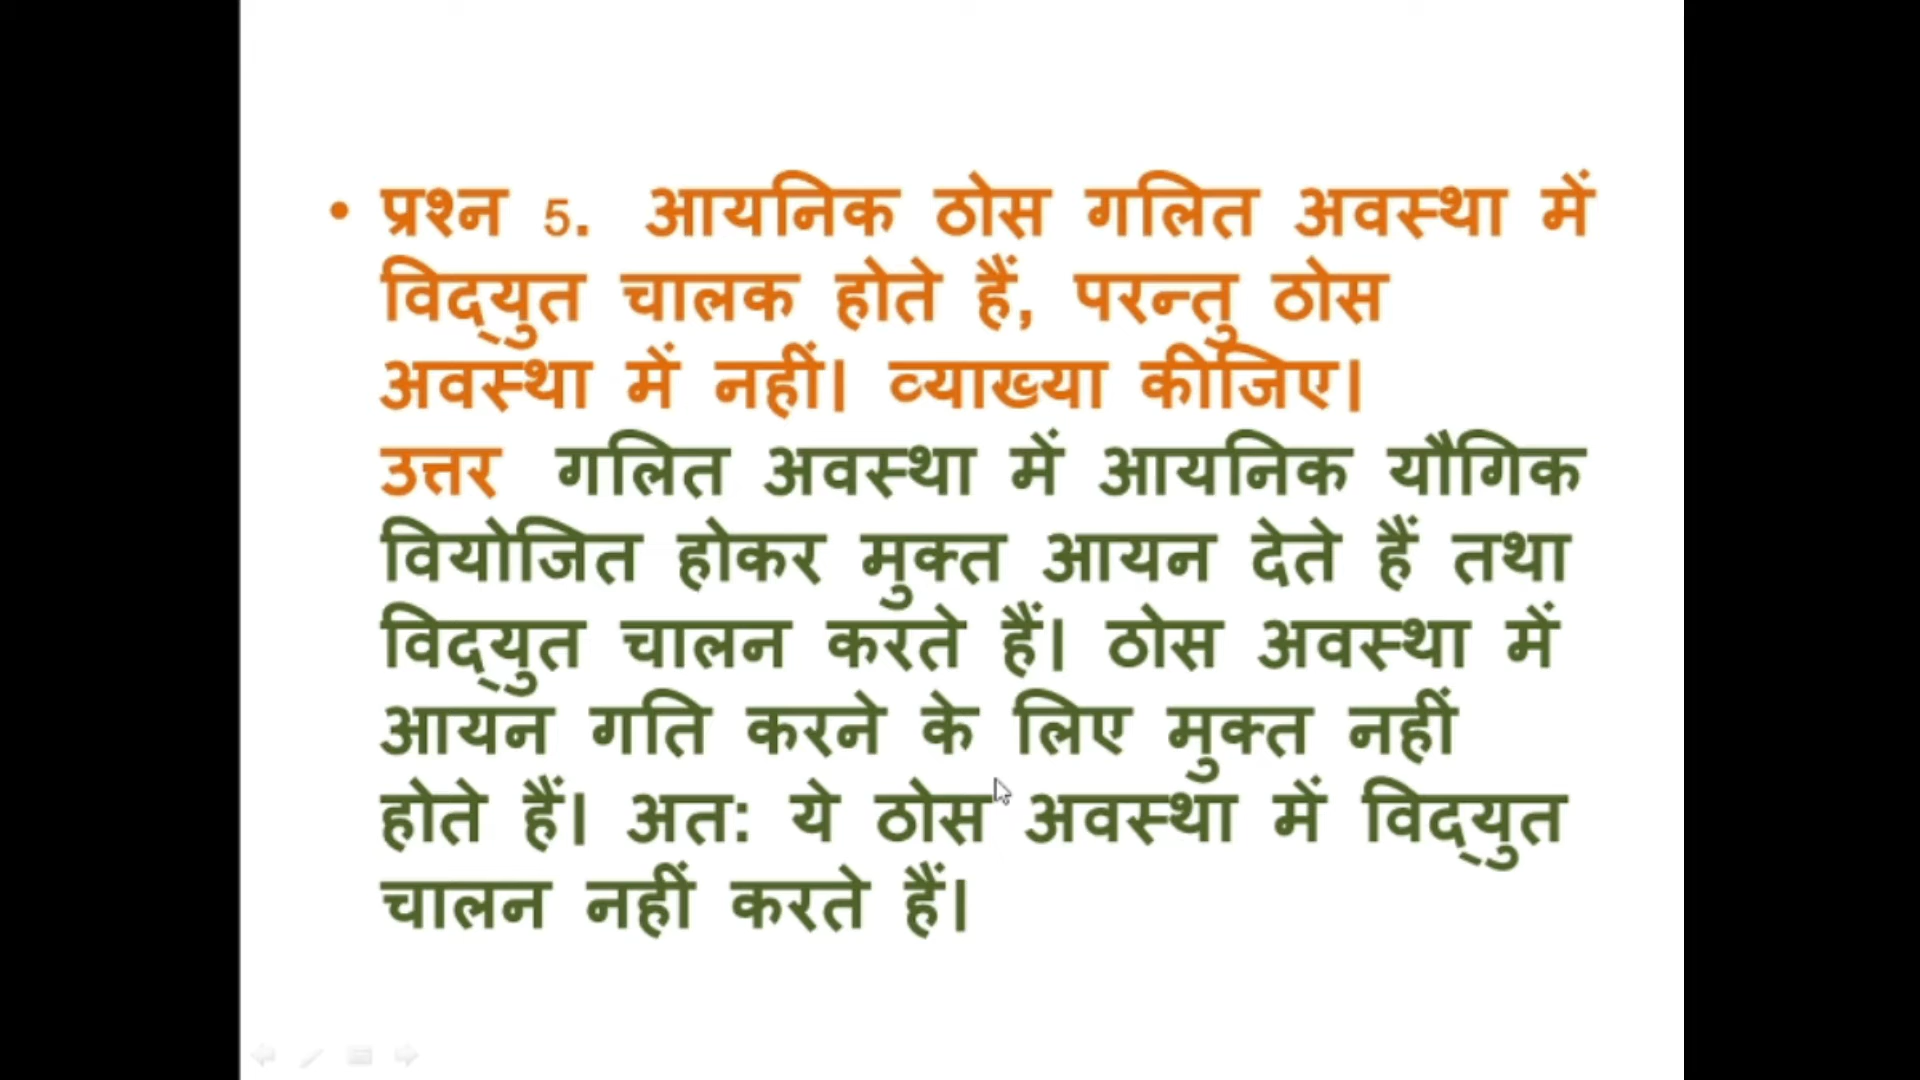 • प्रश्न 5. आयनिक ठोस गलित अवस्था में
विद्युत चालक होते हैं, परन्तु ठोस
अवस्था में नहीं। व्याख्या कीजिए।
उत्तर गलित अवस्था में आयनिक यौगिक
वियोजित होकर मुक्त आयन देते हैं तथा
विद्युत चालन करते हैं। ठोस अवस्था में
आयन गति करने के लिए मुक्त नहीं
होते हैं। अत: ये ठोस अवस्था में विद्युत
चालन नहीं करते हैं।